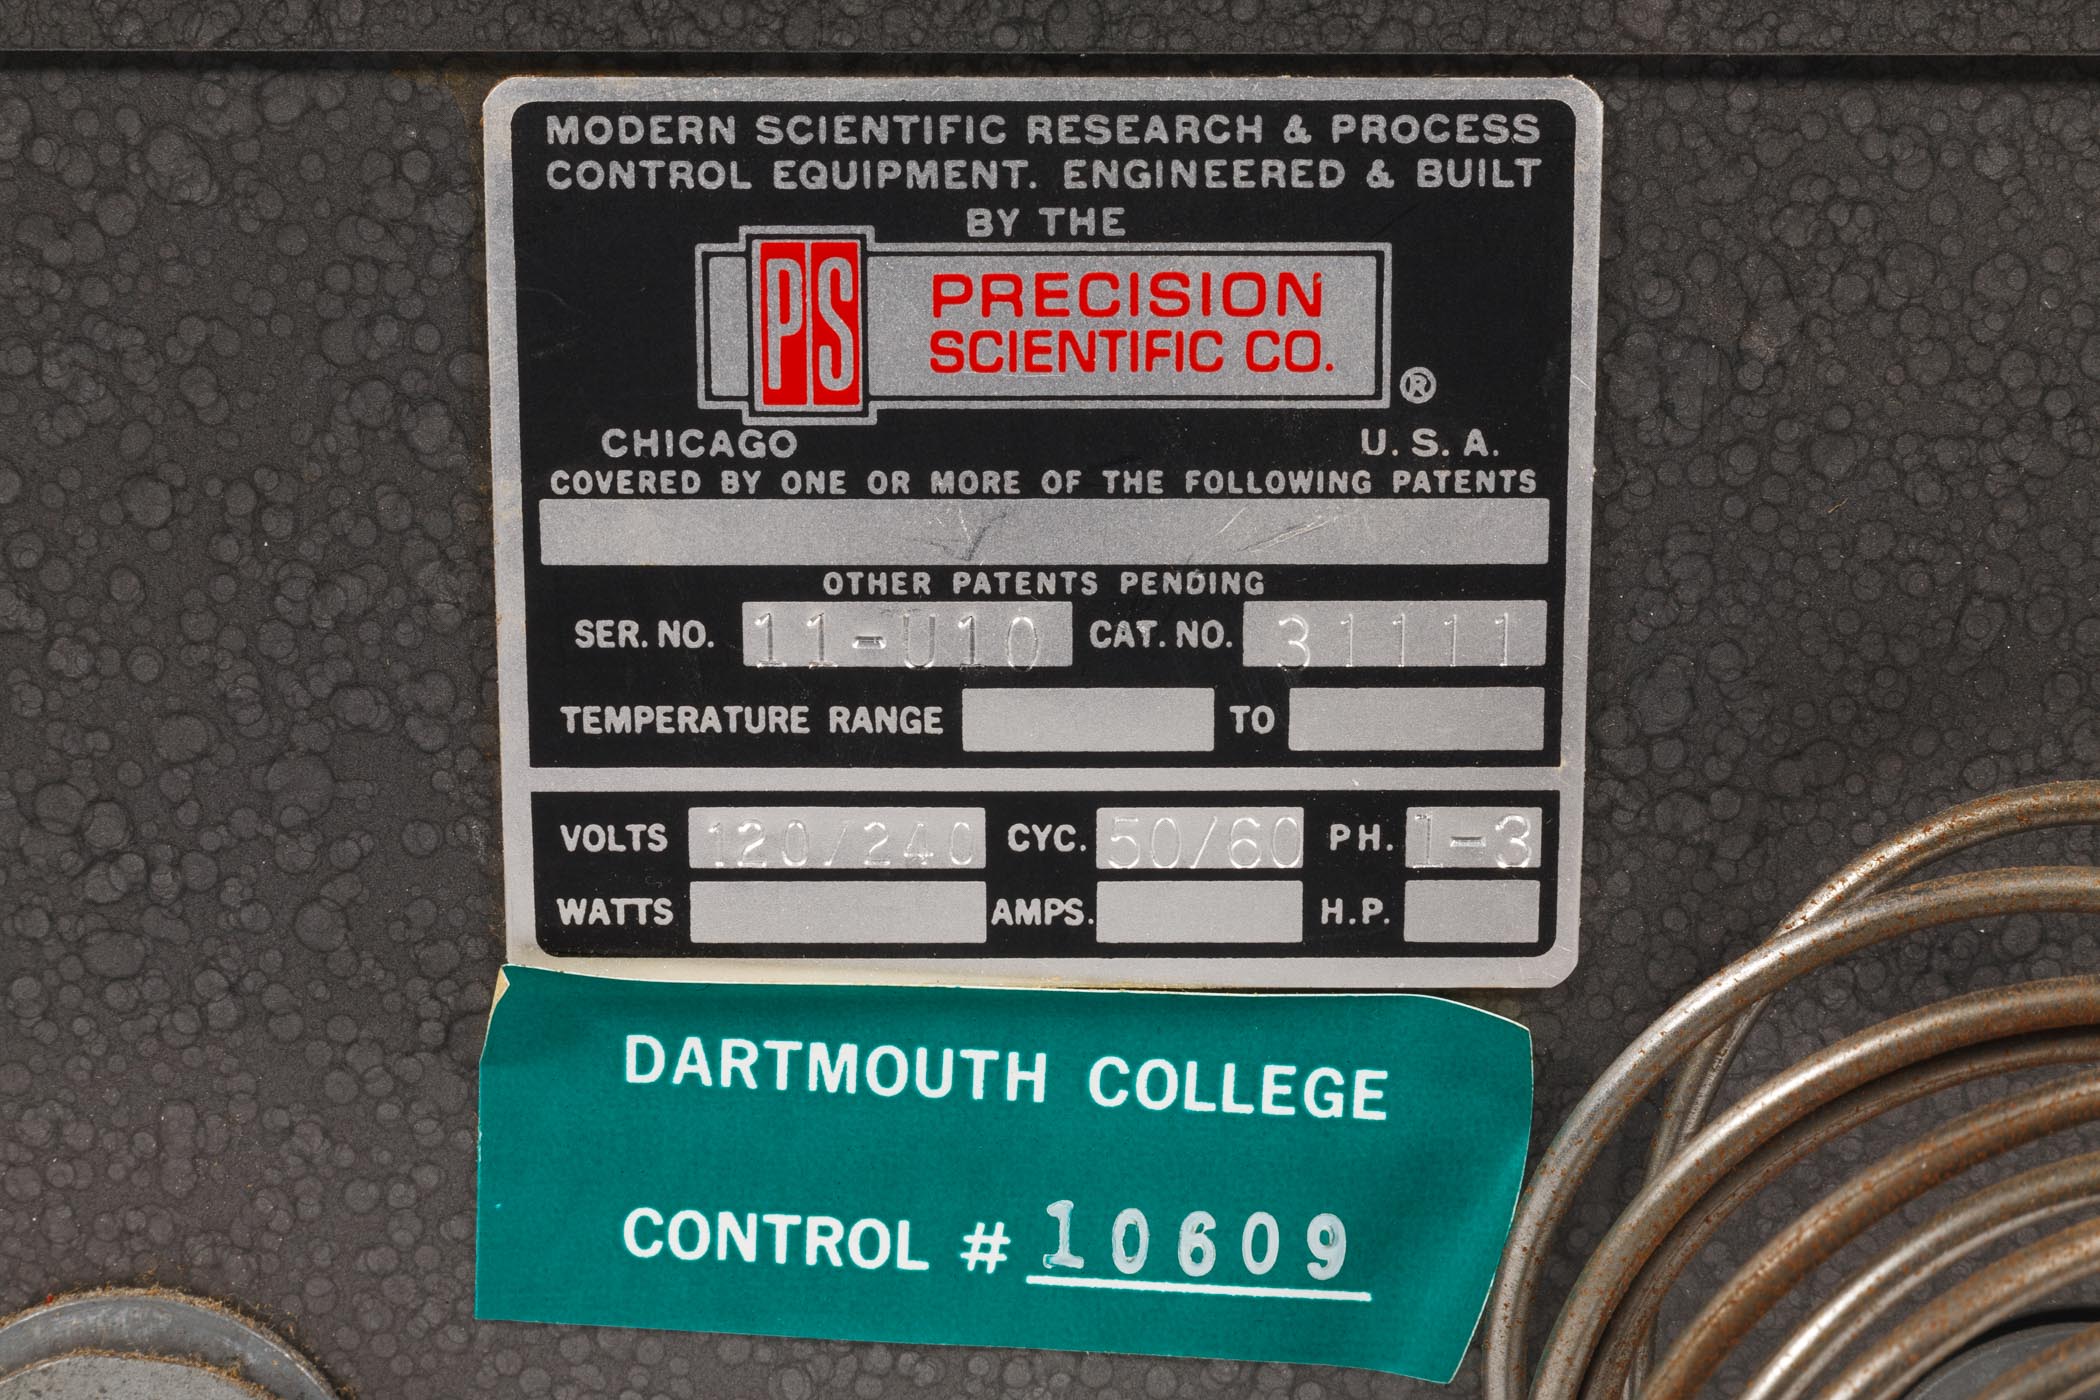 MODERN SCIENTIFIC RESEARCH & PROCESS
CONTROL EQUIPMENT. ENGINEERED & BUILT
BY THE
PS PRECISION
SCIENTIFIC CO. ®
CHICAGO U. S. A.
COVERED BY ONE OR MORE OF THE FOLLOWING PATENTS
OTHER PATENTS PENDING
SER. NO. 11-U10 CAT. NO. 31111
TEMPERATURE RANGE TO
VOLTS 120/240 CYC. 50/60 PH. 1-3
WATTS AMPS. H.P.
DARTMOUTH COLLEGE
CONTROL # 10609